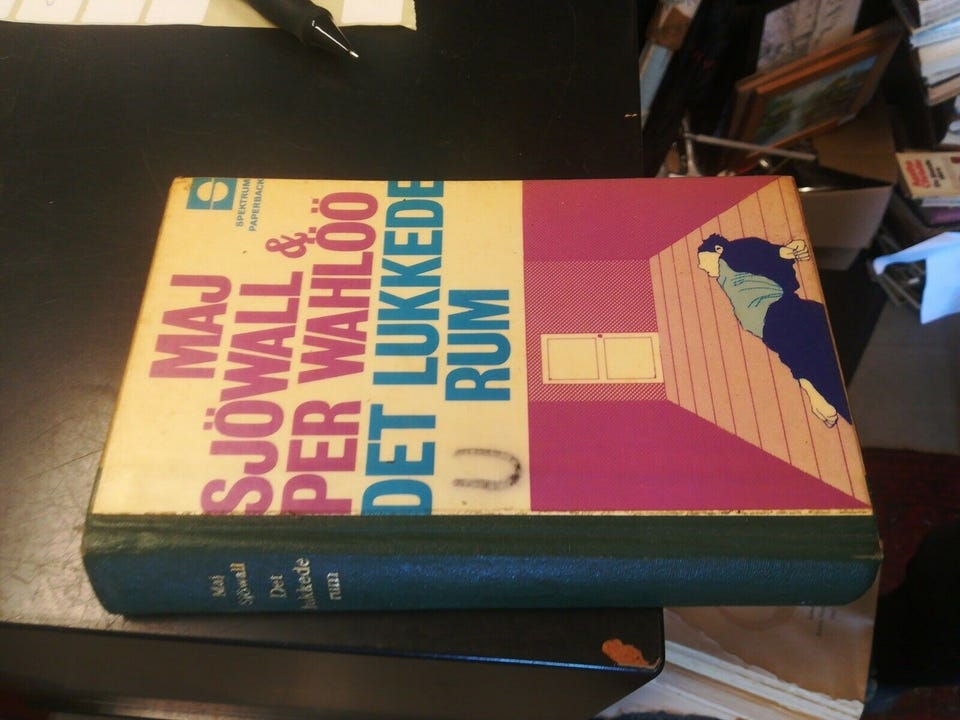 SPEKTRUM
PAPERBACK
MAJ
SJÖWALL &
PER WAHLÖÖ
DET LUKKEDE
RUM
U
Maj
Sjöwall
Det
lukkede
rum